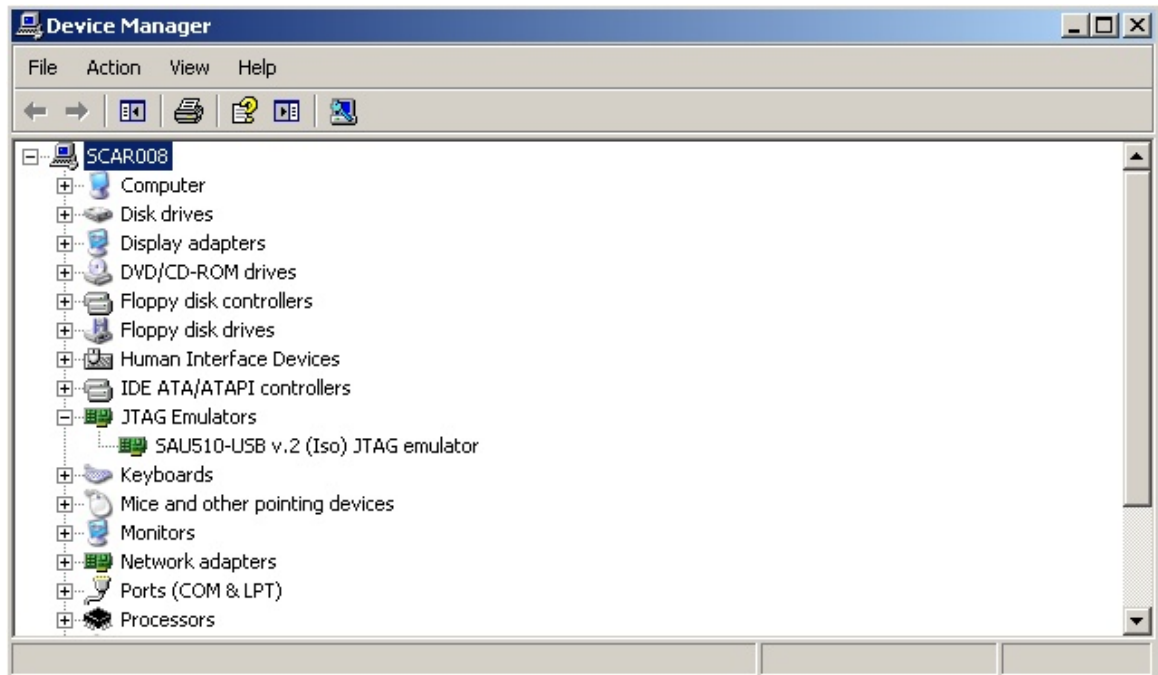 Device Manager
File Action View Help
SCAR008
Computer
Disk drives
Display adapters
DVD/CD-ROM drives
Floppy disk controllers
Floppy disk drives
Human Interface Devices
IDE ATA/ATAPI controllers
JTAG Emulators
SAU510-USB v.2 (Iso) JTAG emulator
Keyboards
Mice and other pointing devices
Monitors
Network adapters
Ports (COM & LPT)
Processors